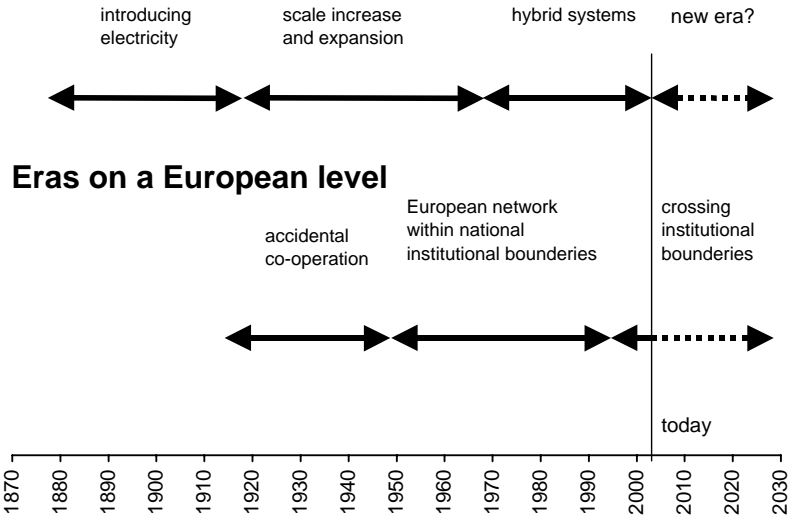 introducing
electricity
scale increase
and expansion
hybrid systems
new era?
Eras on a European level
accidental
co-operation
European network
within national
institutional bounderies
crossing
institutional
bounderies
today
1870
1880
1890
1900
1910
1920
1930
1940
1950
1960
1970
1980
1990
2000
2010
2020
2030